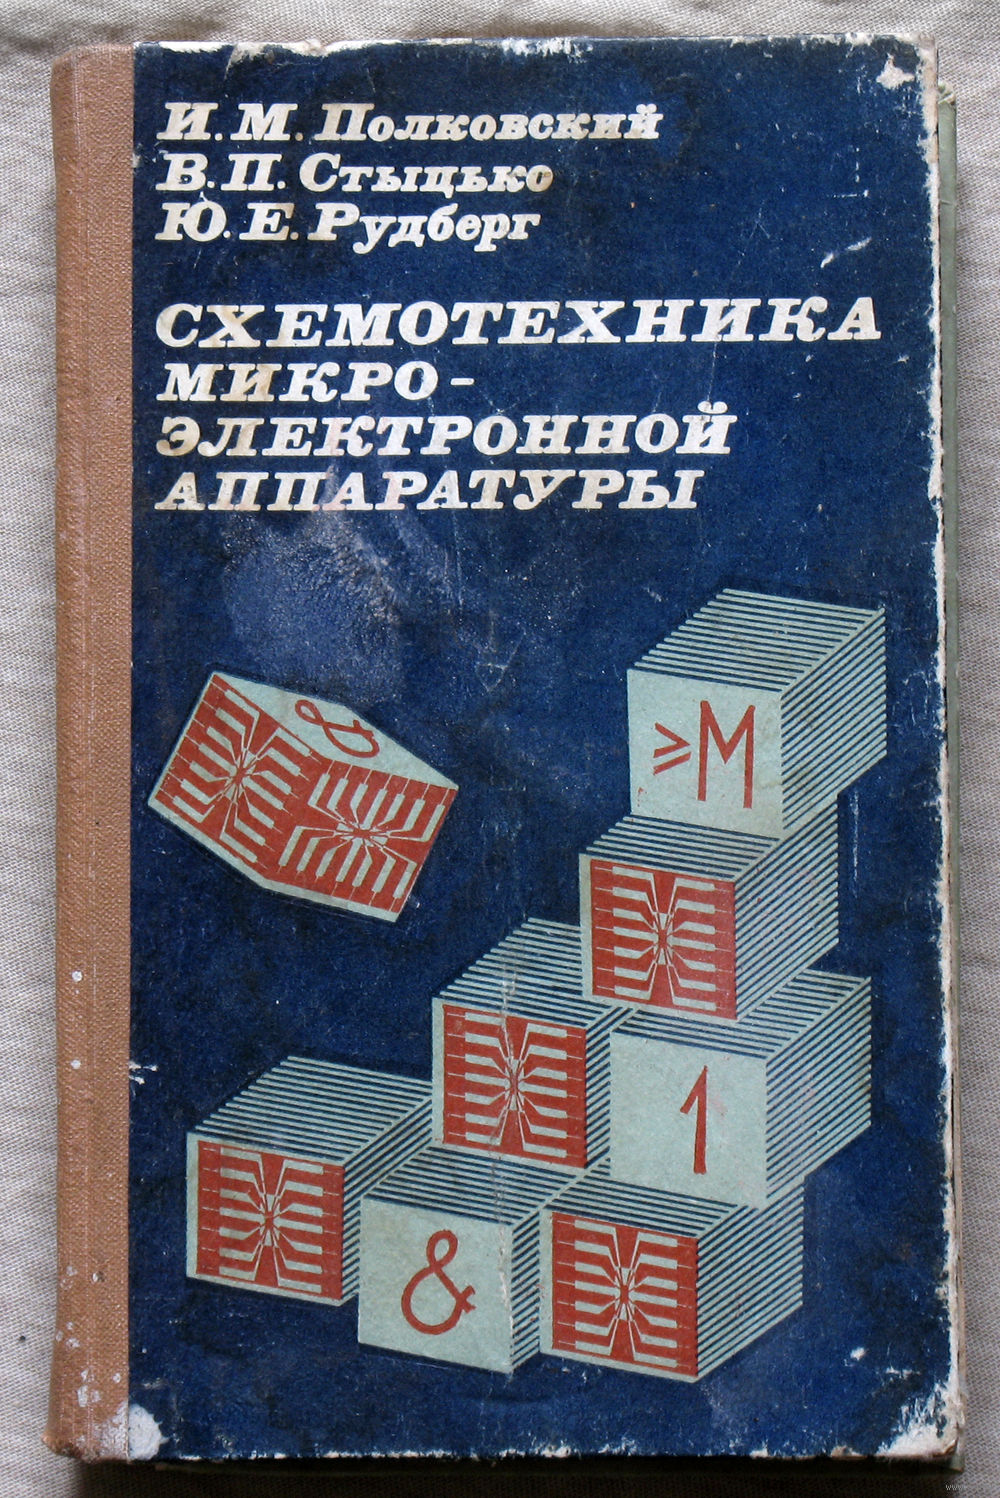 И. М. Полковский
В. П. Стыцько
Ю. Е. Рудберг
СХЕМОТЕХНИКА
МИКРО-
ЭЛЕКТРОННОЙ
АППАРАТУРЫ
&
≥М
1
&